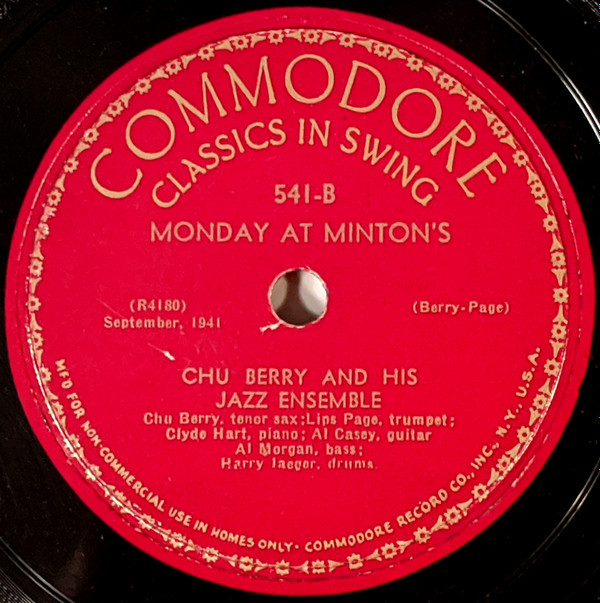 COMMODORE
CLASSICS IN SWING
541-B
MONDAY AT MINTON'S
(R4180)
September, 1941
(Berry-Page)
CHU BERRY AND HIS
JAZZ ENSEMBLE
Chu Berry, tenor sax; Lips Page, trumpet;
Clyde Hart, piano; Al Casey, guitar
Al Morgan, bass;
Harry Jaeger, drums.
MF'D FOR NON-COMMERCIAL USE IN HOMES ONLY · COMMODORE RECORD CO., INC., N.Y., U.S.A.